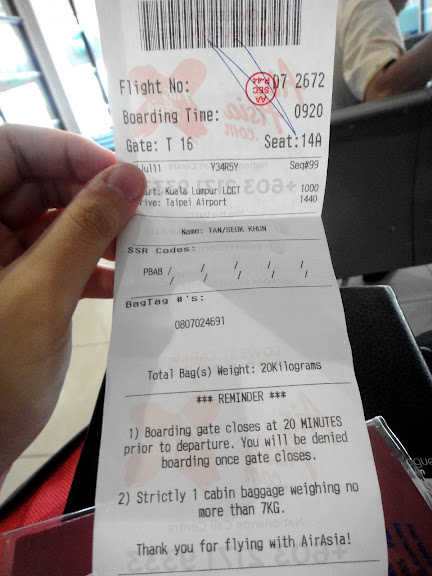 Flight No: D7 2672
Boarding Time: 0920
Gate: T 16 Seat:14A
Jul11 Y34R5Y Seq#99
part: Kuala Lumpur LCCT 1000
rive: Taipei Airport 1440
Name: TAN/SEOK KHUN
SSR Codes:
PBAB / / / / /
/ / / / /
BagTag #'s:
0807024691
Total Bag(s) Weight: 20Kilograms
*** REMINDER ***
1) Boarding gate closes at 20 MINUTES
prior to departure. You will be denied
boarding once gate closes.
2) Strictly 1 cabin baggage weighing no
more than 7KG.
Thank you for flying with AirAsia!